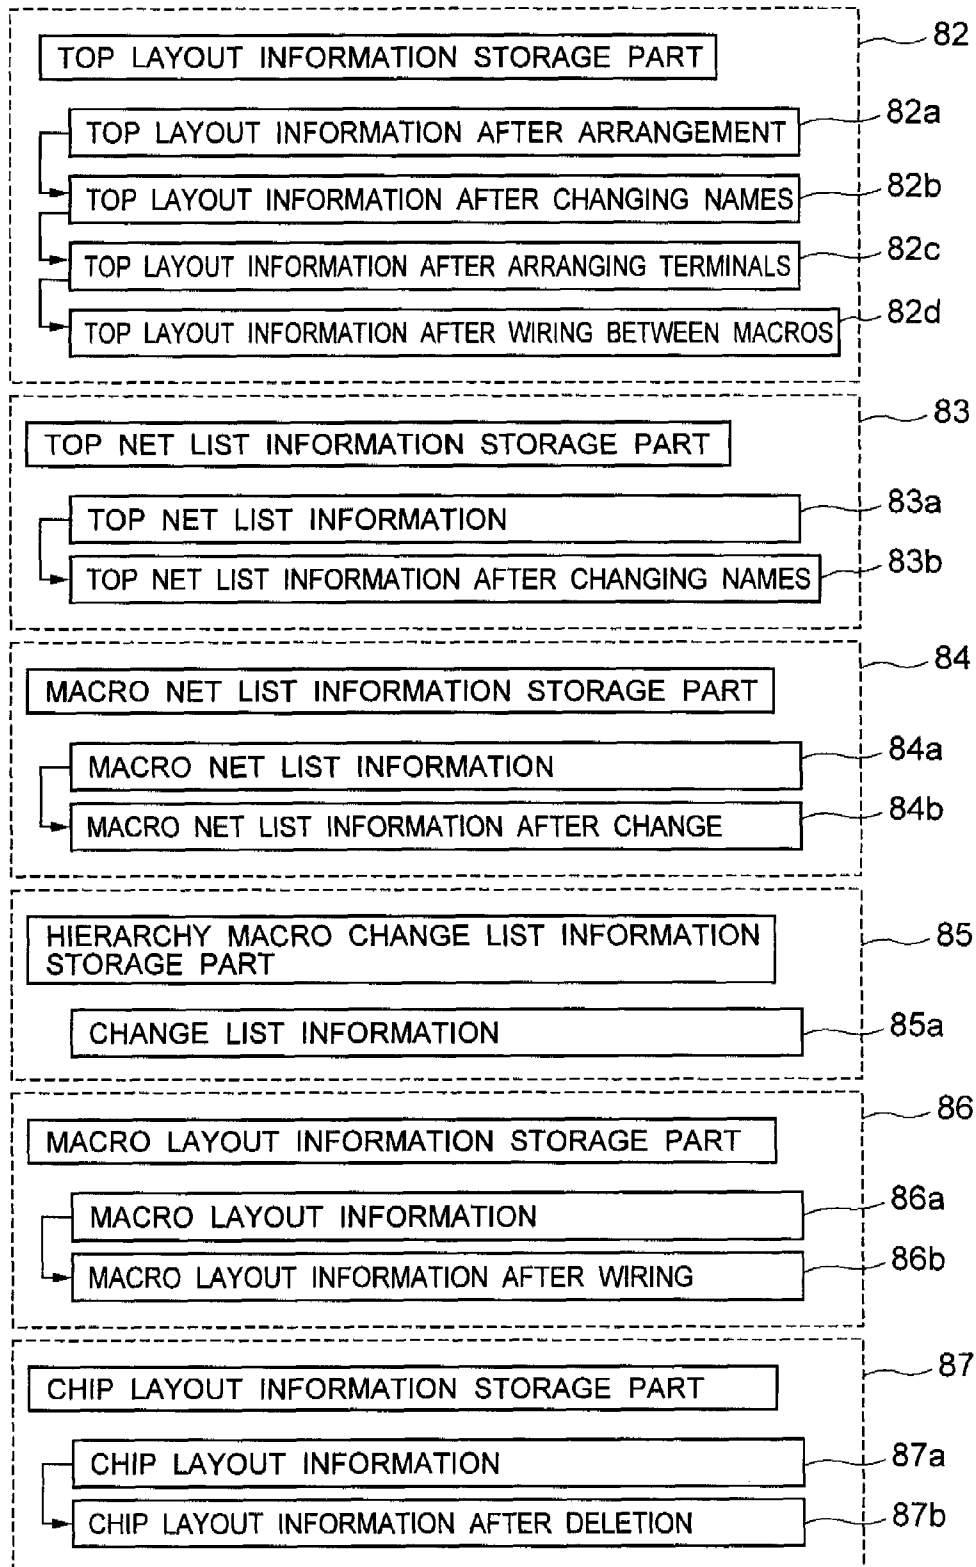 82
TOP LAYOUT INFORMATION STORAGE PART
82a
TOP LAYOUT INFORMATION AFTER ARRANGEMENT
82b
TOP LAYOUT INFORMATION AFTER CHANGING NAMES
82c
TOP LAYOUT INFORMATION AFTER ARRANGING TERMINALS
82d
TOP LAYOUT INFORMATION AFTER WIRING BETWEEN MACROS
83
TOP NET LIST INFORMATION STORAGE PART
83a
TOP NET LIST INFORMATION
83b
TOP NET LIST INFORMATION AFTER CHANGING NAMES
84
MACRO NET LIST INFORMATION STORAGE PART
84a
MACRO NET LIST INFORMATION
84b
MACRO NET LIST INFORMATION AFTER CHANGE
85
HIERARCHY MACRO CHANGE LIST INFORMATION
STORAGE PART
85a
CHANGE LIST INFORMATION
86
MACRO LAYOUT INFORMATION STORAGE PART
86a
MACRO LAYOUT INFORMATION
86b
MACRO LAYOUT INFORMATION AFTER WIRING
87
CHIP LAYOUT INFORMATION STORAGE PART
87a
CHIP LAYOUT INFORMATION
87b
CHIP LAYOUT INFORMATION AFTER DELETION